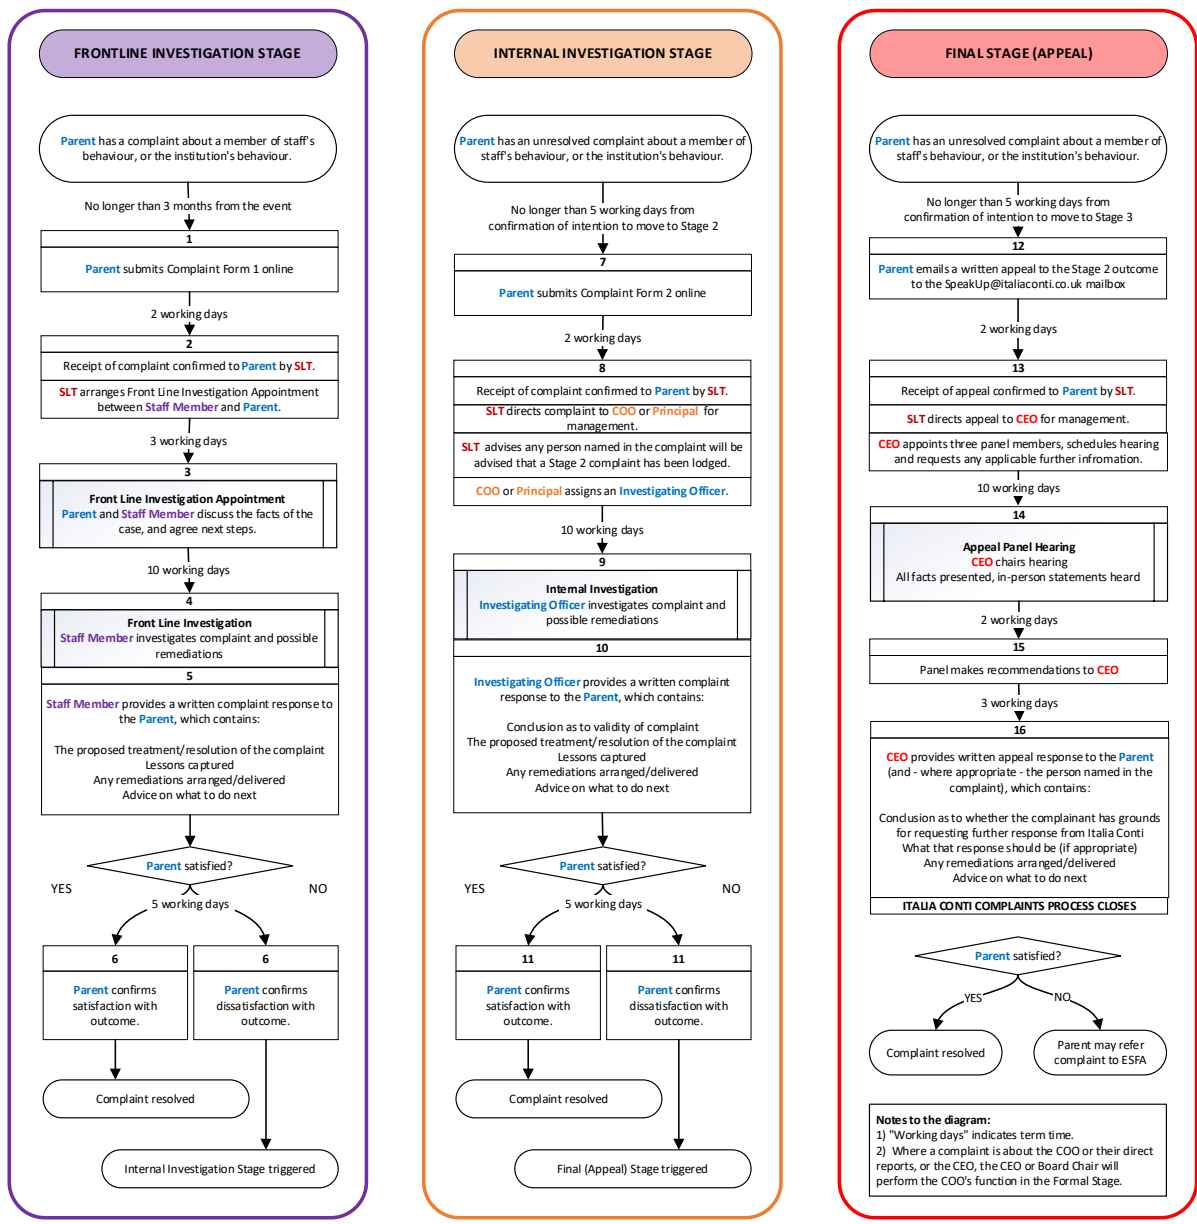 FRONTLINE INVESTIGATION STAGE
Parent has a complaint about a member of staff's
behaviour, or the institution's behaviour.
No longer than 3 months from the event
1
Parent submits Complaint Form 1 online
2 working days
2
Receipt of complaint confirmed to Parent by SLT.
SLT arranges Front Line Investigation Appointment
between Staff Member and Parent.
3 working days
3
Front Line Investigation Appointment
Parent and Staff Member discuss the facts of the
case, and agree next steps.
10 working days
4
Front Line Investigation
Staff Member investigates complaint and possible
remediations
5
Staff Member provides a written complaint response to
the Parent, which contains:
The proposed treatment/resolution of the complaint
Lessons captured
Any remediations arranged/delivered
Advice on what to do next
Parent satisfied?
YES
NO
5 working days
6
Parent confirms
satisfaction with
outcome.
6
Parent confirms
dissatisfaction with
outcome.
Complaint resolved
Internal Investigation Stage triggered
INTERNAL INVESTIGATION STAGE
Parent has an unresolved complaint about a member of
staff's behaviour, or the institution's behaviour.
No longer than 5 working days from
confirmation of intention to move to Stage 2
7
Parent submits Complaint Form 2 online
2 working days
8
Receipt of complaint confirmed to Parent by SLT.
SLT directs complaint to COO or Principal for
management.
SLT advises any person named in the complaint will be
advised that a Stage 2 complaint has been lodged.
COO or Principal assigns an Investigating Officer.
10 working days
9
Internal Investigation
Investigating Officer investigates complaint and
possible remediations
10
Investigating Officer provides a written complaint
response to the Parent, which contains:
Conclusion as to validity of complaint
The proposed treatment/resolution of the complaint
Lessons captured
Any remediations arranged/delivered
Advice on what to do next
Parent satisfied?
YES
NO
5 working days
11
Parent confirms
satisfaction with
outcome.
11
Parent confirms
dissatisfaction with
outcome.
Complaint resolved
Final (Appeal) Stage triggered
FINAL STAGE (APPEAL)
Parent has an unresolved complaint about a member of
staff's behaviour, or the institution's behaviour.
No longer than 5 working days from
confirmation of intention to move to Stage 3
12
Parent emails a written appeal to the Stage 2 outcome
to the SpeakUp@italiaconti.co.uk mailbox
2 working days
13
Receipt of appeal confirmed to Parent by SLT.
SLT directs appeal to CEO for management.
CEO appoints three panel members, schedules hearing
and requests any applicable further infromation.
10 working days
14
Appeal Panel Hearing
CEO chairs hearing
All facts presented, in-person statements heard
2 working days
15
Panel makes recommendations to CEO
3 working days
16
CEO provides written appeal response to the Parent
(and - where appropriate - the person named in the
complaint), which contains:
Conclusion as to whether the complainant has grounds
for requesting further response from Italia Conti
What that response should be (if appropriate)
Any remediations arranged/delivered
Advice on what to do next
ITALIA CONTI COMPLAINTS PROCESS CLOSES
Parent satisfied?
YES
NO
Complaint resolved
Parent may refer
complaint to ESFA
Notes to the diagram:
1) "Working days" indicates term time.
2) Where a complaint is about the COO or their direct
reports, or the CEO, the CEO or Board Chair will
perform the COO's function in the Formal Stage.